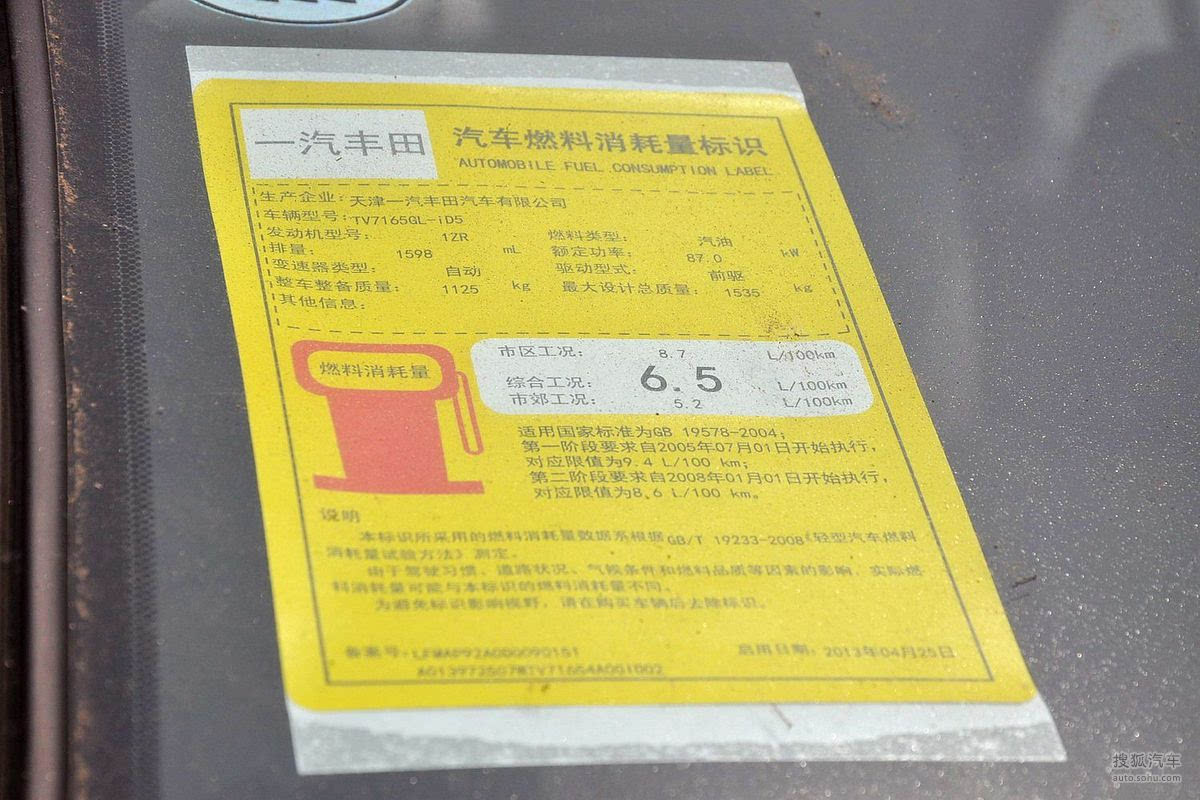 一汽丰田
汽车燃料消耗量标识
AUTOMOBILE FUEL CONSUMPTION LABEL
生产企业: 天津一汽丰田汽车有限公司
车辆型号: TV7165GL-iD5
发动机型号: 1ZR 燃料类型: 汽油
排量: 1598 mL 额定功率: 87.0 kW
变速器类型: 自动 驱动型式: 前驱
整车整备质量: 1125 kg 最大设计总质量: 1535 kg
其他信息:
燃料消耗量
市区工况: 8.7 L/100km
综合工况: 6.5 L/100km
市郊工况: 5.2 L/100km
适用国家标准为GB 19578-2004;
第一阶段要求自2005年07月01日开始执行,
对应限值为9.4 L/100 km;
第二阶段要求自2008年01月01日开始执行,
对应限值为8.6 L/100 km。
说明
本标识所采用的燃料消耗量数据系根据GB/T 19233-2008《轻型汽车燃料
消耗量试验方法》测定。
由于驾驶习惯、道路状况、气候条件和燃料品质等因素的影响,实际燃
料消耗量可能与本标识的燃料消耗量不同。
为避免标识影响视野,请在购买车辆后去除标识。
备案号: 启用日期: 2013年04月25日
搜狐汽车
auto.sohu.com